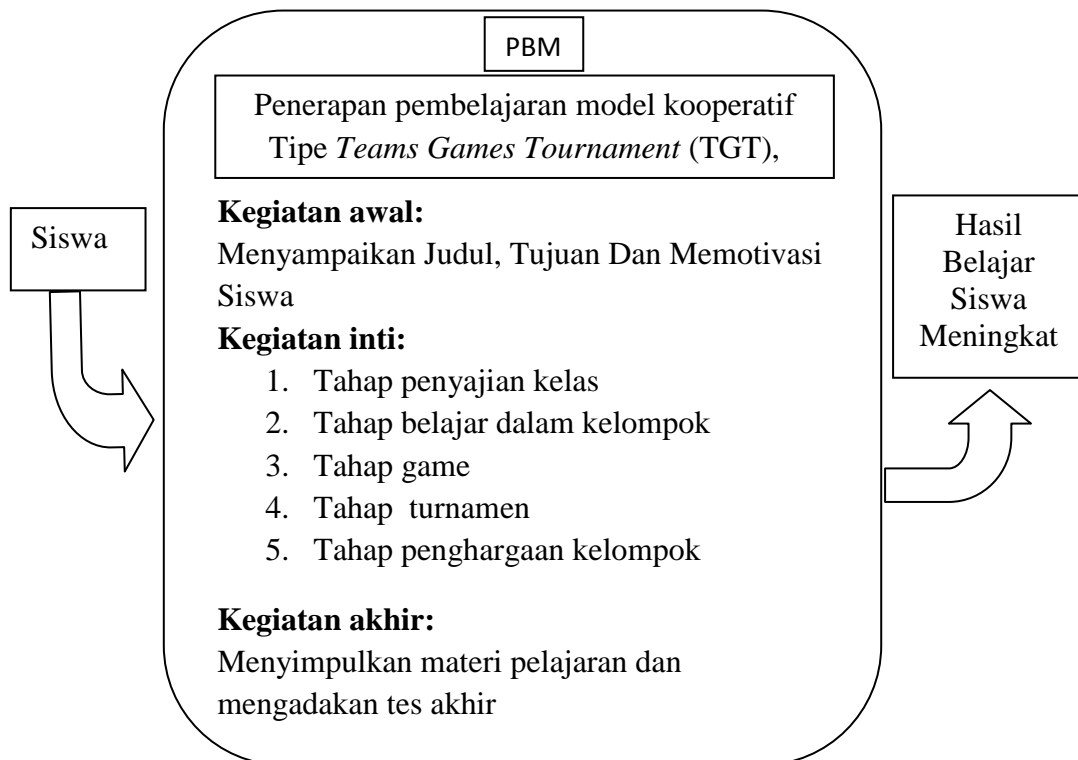 PBM
Penerapan pembelajaran model kooperatif
Tipe Teams Games Tournament (TGT),
Siswa
Kegiatan awal:
Menyampaikan Judul, Tujuan Dan Memotivasi
Siswa
Kegiatan inti:
1. Tahap penyajian kelas
2. Tahap belajar dalam kelompok
3. Tahap game
4. Tahap turnamen
5. Tahap penghargaan kelompok
Kegiatan akhir:
Menyimpulkan materi pelajaran dan
mengadakan tes akhir
Hasil
Belajar
Siswa
Meningkat